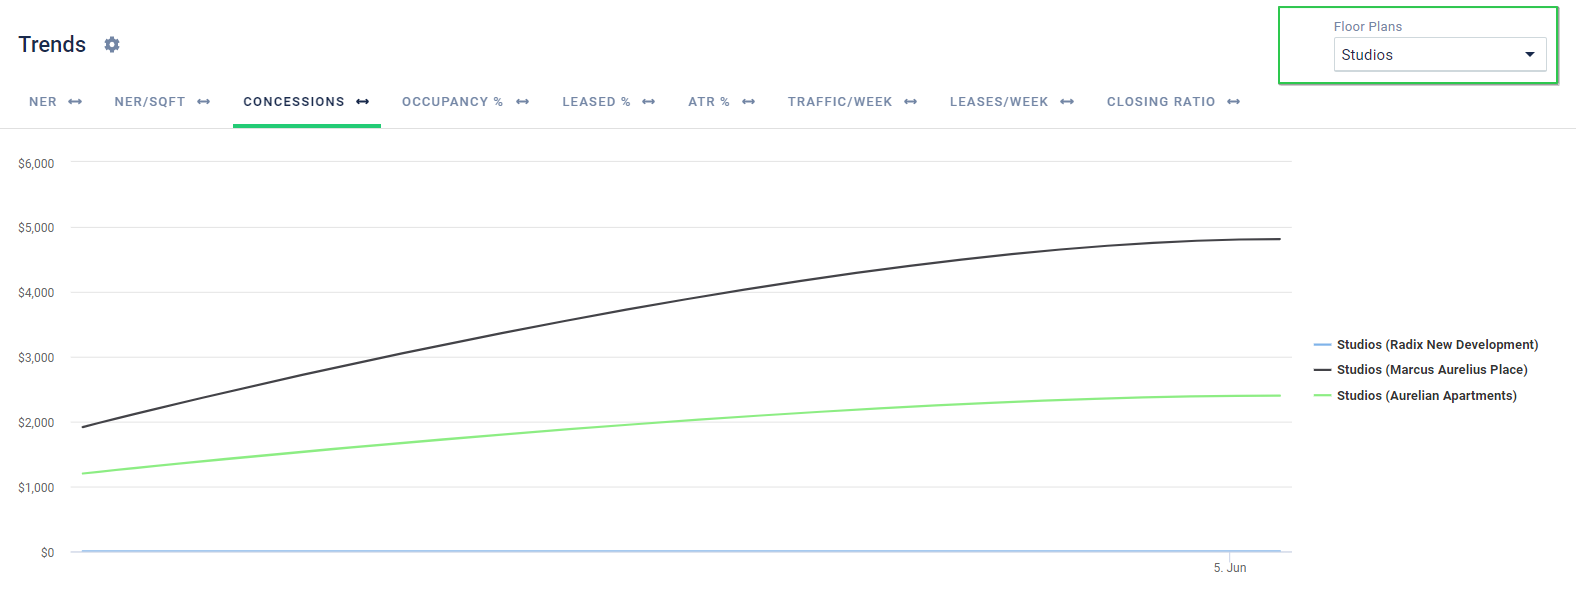 Floor Plans
Trends
Studios
NER NER/SQFT CONCESSIONS OCCUPANCY % LEASED % ATR % TRAFFIC/WEEK LEASES/WEEK CLOSING RATIO
$6,000
$5,000
$4,000
$3,000
$2,000
$1,000
$0
5. Jun
Studios (Radix New Development)
Studios (Marcus Aurelius Place)
Studios (Aurelian Apartments)